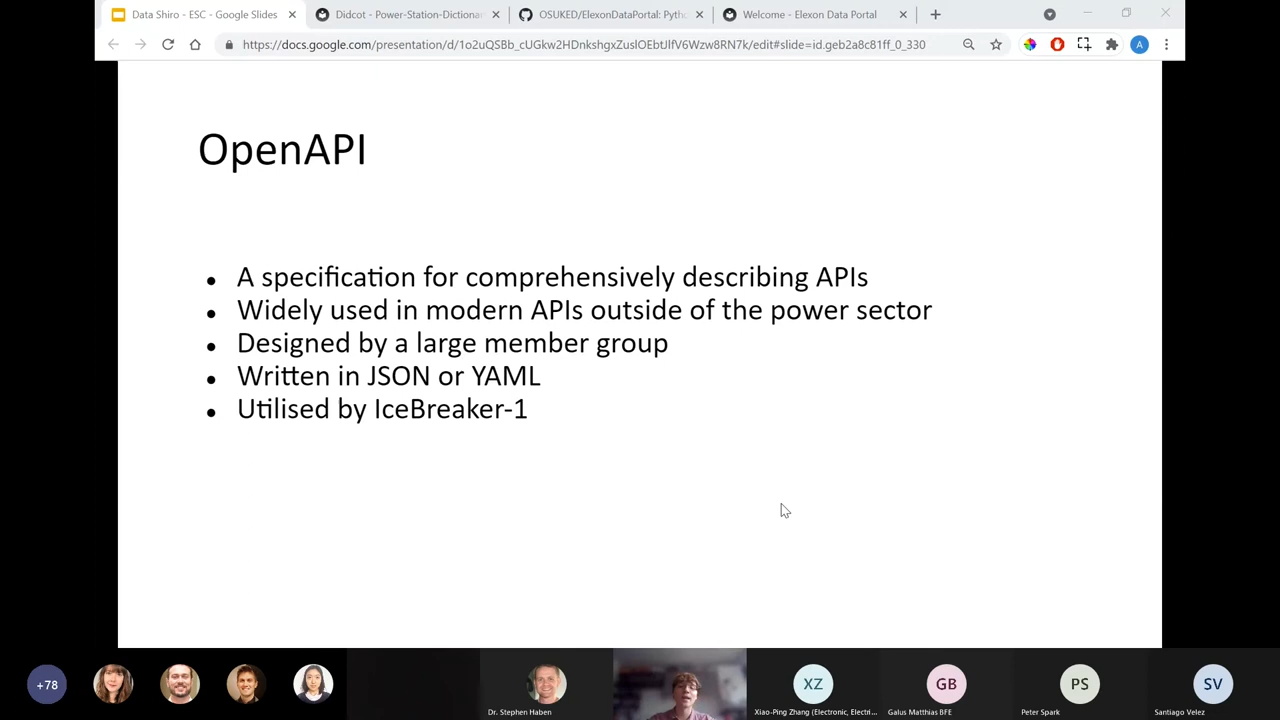 Data Shiro - ESC - Google Slides
Didcot - Power-Station-Dictionar
OSUKED/ElexonDataPortal: Pyth
Welcome - Elexon Data Portal
https://docs.google.com/presentation/d/1o2uQSBb_cUGkw2HDnkshgxZuslOEbtJlfV6Wzw8RN7k/edit#slide=id.geb2a8c81ff_0_330
A
OpenAPI
● A specification for comprehensively describing APIs
● Widely used in modern APIs outside of the power sector
● Designed by a large member group
● Written in JSON or YAML
● Utilised by IceBreaker-1
+78
XZ
GB
PS
SV
Dr. Stephen Haben
Xiao-Ping Zhang (Electronic, Electri...
Galus Matthias BFE
Peter Spark
Santiago Velez